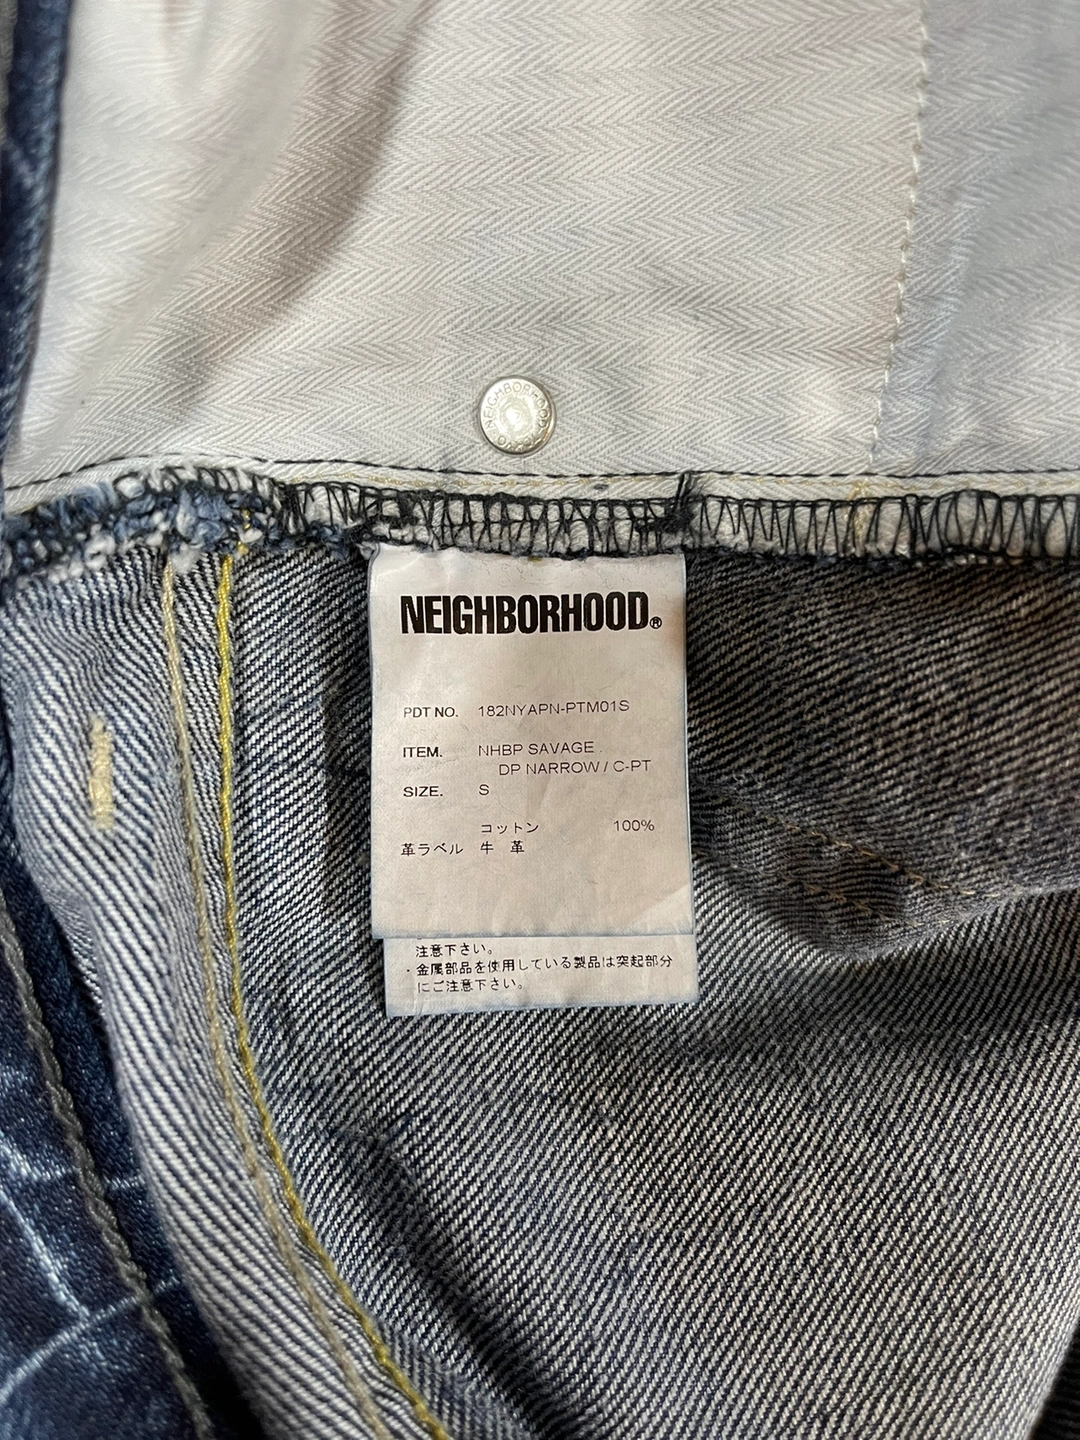 NEIGHBORHOOD
NEIGHBORHOOD®
PDT NO. 182NYAPN-PTM01S
ITEM. NHBP SAVAGE .
DP NARROW / C-PT
SIZE. S
コットン 100%
革ラベル 牛 革
注意下さい。
・金属部品を使用している製品は突起部分
にご注意下さい。